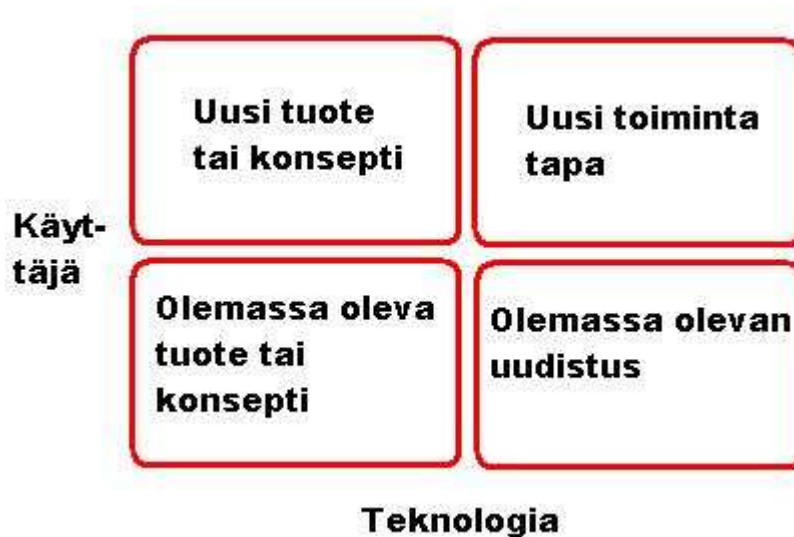 Uusi tuote
tai konsepti
Uusi toiminta
tapa
Käyt-
täjä
Olemassa oleva
tuote tai
konsepti
Olemassa olevan
uudistus
Teknologia